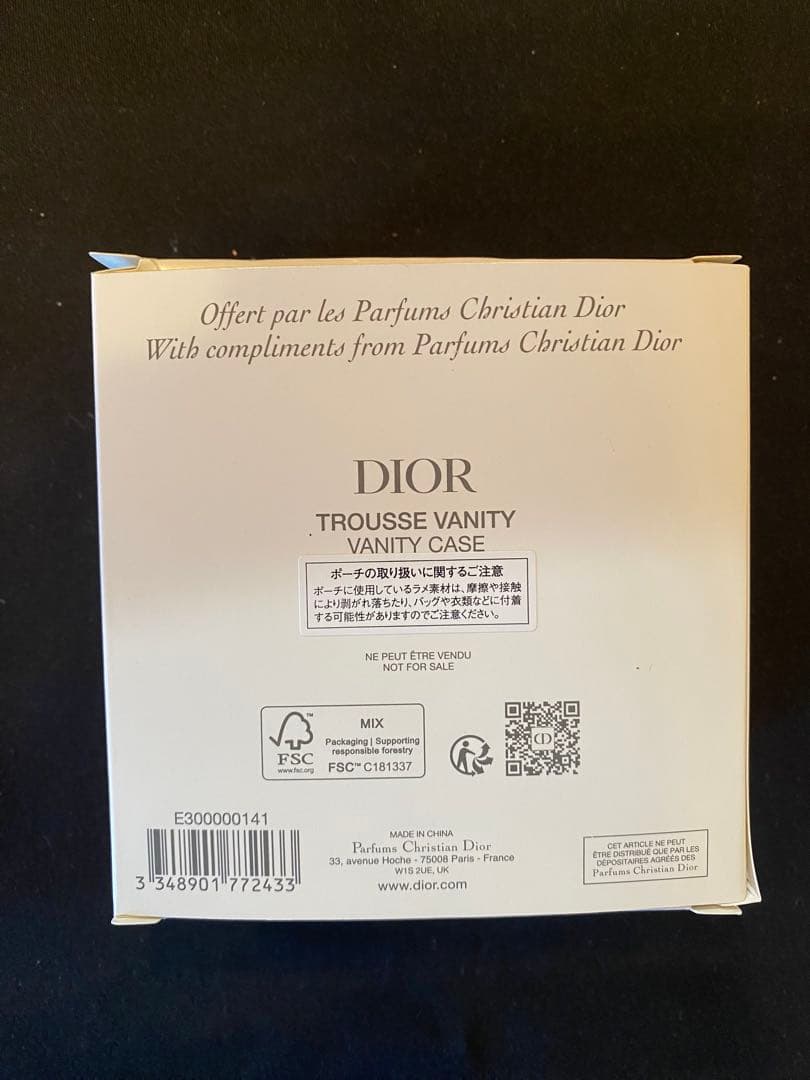 Offert par les Parfums Christian Dior
With compliments from Parfums Christian Dior
DIOR
TROUSSE VANITY
VANITY CASE
ポーチの取り扱いに関するご注意
ポーチに使用しているラメ素材は、摩擦や接触
により剥がれ落ちたり、バッグや衣類などに付着
する可能性がありますのでご注意ください。
NE PEUT ÊTRE VENDU
NOT FOR SALE
FSC
www.fsc.org
MIX
Packaging | Supporting
responsible forestry
FSC™ C181337
CD
E300000141
3 348901 772433
MADE IN CHINA
Parfums Christian Dior
33, avenue Hoche - 75008 Paris - France
W1S 2UE, UK
www.dior.com
CET ARTICLE NE PEUT
ÊTRE DISTRIBUÉ QUE PAR LES
DÉPOSITAIRES AGRÉÉS DES
Parfums Christian Dior